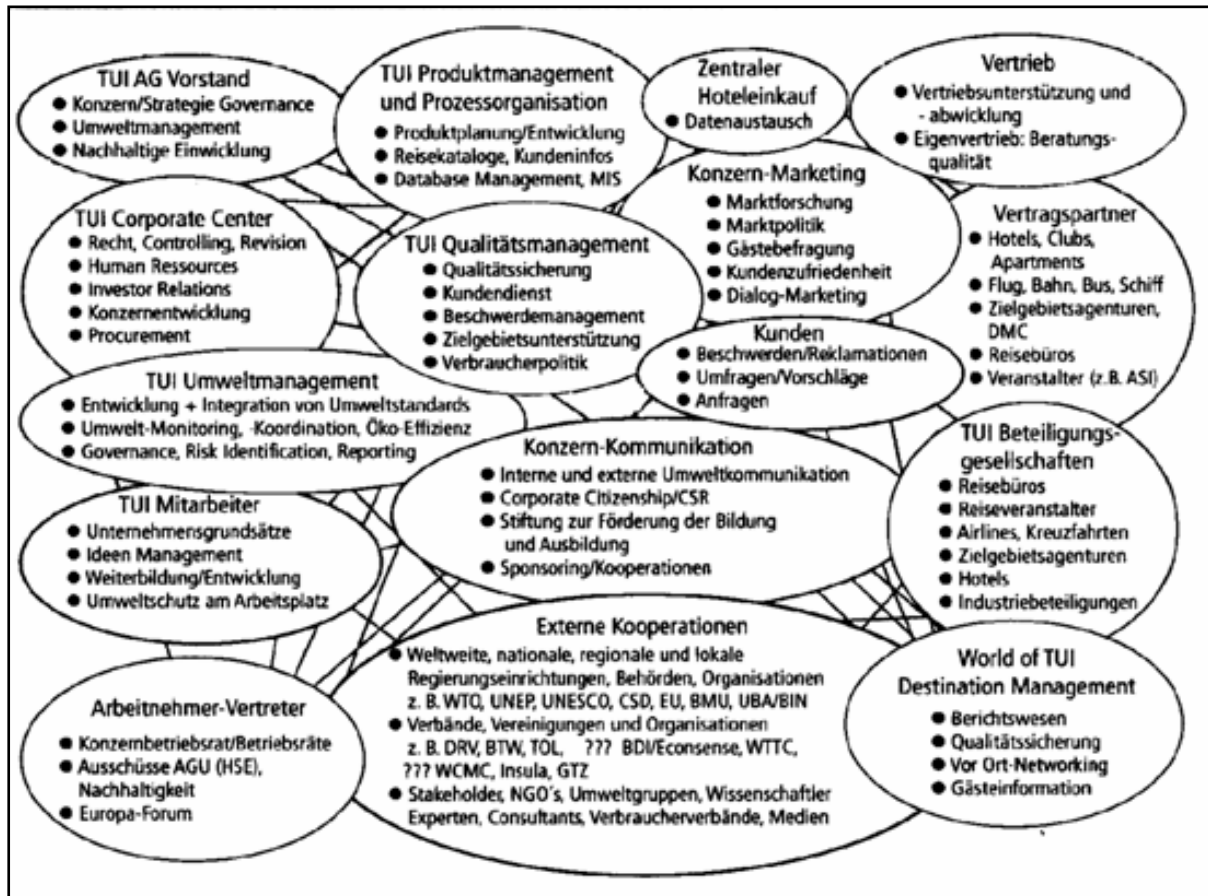 TUI AG Vorstand
● Konzern/Strategie Governance
● Umweltmanagement
● Nachhaltige Einwicklung
TUI Produktmanagement
und Prozessorganisation
● Produktplanung/Entwicklung
● Reisekataloge, Kundeninfos
● Database Management, MIS
Zentraler
Hoteleinkauf
● Datenaustausch
Vertrieb
● Vertriebsunterstützung und
- abwicklung
● Eigenvertrieb: Beratungs-
qualität
TUI Corporate Center
● Recht, Controlling, Revision
● Human Ressources
● Investor Relations
● Konzernentwicklung
● Procurement
TUI Qualitätsmanagement
● Qualitätssicherung
● Kundendienst
● Beschwerdemanagement
● Zielgebietsunterstützung
● Verbraucherpolitik
Konzern-Marketing
● Marktforschung
● Marktpolitik
● Gästebefragung
● Kundenzufriedenheit
● Dialog-Marketing
Vertragspartner
● Hotels, Clubs,
Apartments
● Flug, Bahn, Bus, Schiff
● Zielgebietsagenturen,
DMC
● Reisebüros
● Veranstalter (z.B. ASI)
Kunden
● Beschwerden/Reklamationen
● Umfragen/Vorschläge
● Anfragen
TUI Umweltmanagement
● Entwicklung + Integration von Umweltstandards
● Umwelt-Monitoring, -Koordination, Öko-Effizienz
● Governance, Risk Identification, Reporting
Konzern-Kommunikation
● Interne und externe Umweltkommunikation
● Corporate Citizenship/CSR
● Stiftung zur Förderung der Bildung
und Ausbildung
● Sponsoring/Kooperationen
TUI Beteiligungs-
gesellschaften
● Reisebüros
● Reiseveranstalter
● Airlines, Kreuzfahrten
● Zielgebietsagenturen
● Hotels
● Industriebeteiligungen
TUI Mitarbeiter
● Unternehmensgrundsätze
● Ideen Management
● Weiterbildung/Entwicklung
● Umweltschutz am Arbeitsplatz
Externe Kooperationen
● Weltweite, nationale, regionale und lokale
Regierungseinrichtungen, Behörden, Organisationen
z. B. WTO, UNEP, UNESCO, CSD, EU, BMU, UBA/BIN
● Verbände, Vereinigungen und Organisationen
z. B. DRV, BTW, TOL, ??? BDI/Econsense, WTTC,
??? WCMC, Insula, GTZ
● Stakeholder, NGO´s, Umweltgruppen, Wissenschaftler
Experten, Consultants, Verbraucherverbände, Medien
World of TUI
Destination Management
● Berichtswesen
● Qualitätssicherung
● Vor Ort-Networking
● Gästeinformation
Arbeitnehmer-Vertreter
● Konzernbetriebsrat/Betriebsräte
● Ausschüsse AGU (HSE),
Nachhaltigkeit
● Europa-Forum